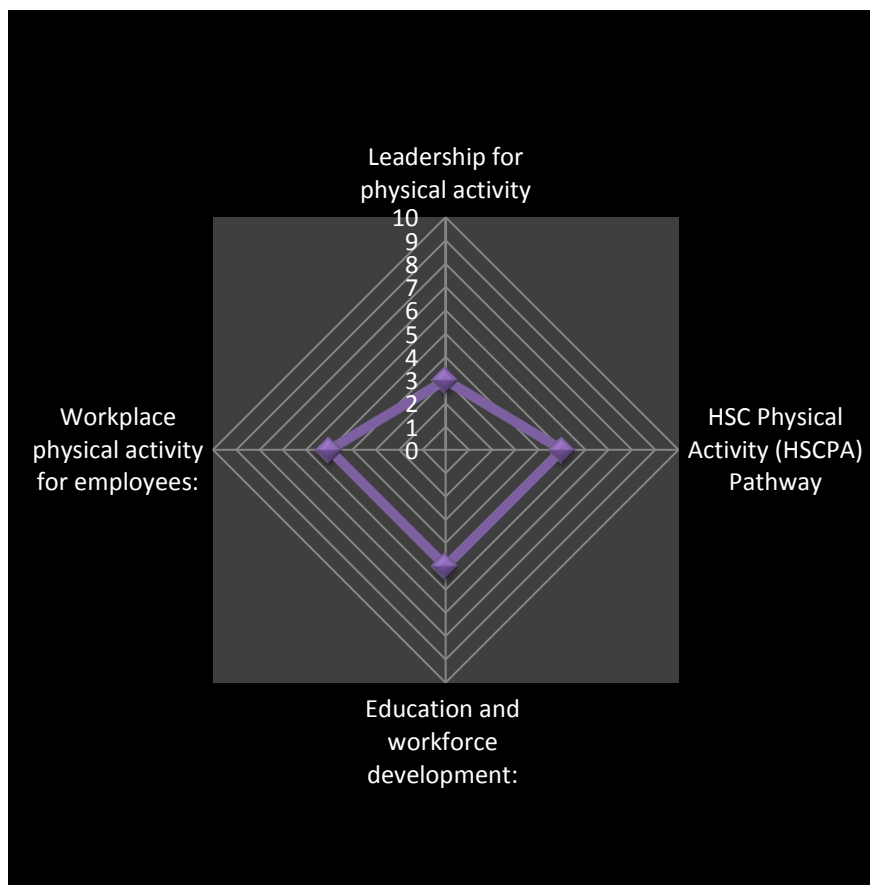 Leadership for
physical activity
10
9
8
7
6
5
4
3
2
1
0
Workplace
physical activity
for employees:
HSC Physical
Activity (HSCPA)
Pathway
Education and
workforce
development: